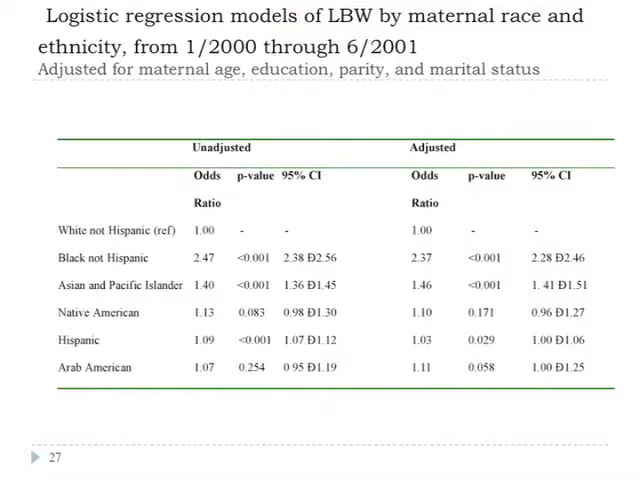 Logistic regression models of LBW by maternal race and
ethnicity, from 1/2000 through 6/2001
Adjusted for maternal age, education, parity, and marital status
Unadjusted Adjusted
Odds p-value 95% CI Odds p-value 95% CI
Ratio Ratio
White not Hispanic (ref) 1.00 - - 1.00 - -
Black not Hispanic 2.47 <0.001 2.38 Ð2.56 2.37 <0.001 2.28 Ð2.46
Asian and Pacific Islander 1.40 <0.001 1.36 Ð1.45 1.46 <0.001 1. 41 Ð1.51
Native American 1.13 0.083 0.98 Ð1.30 1.10 0.171 0.96 Ð1.27
Hispanic 1.09 <0.001 1.07 Ð1.12 1.03 0.029 1.00 Ð1.06
Arab American 1.07 0.254 0 95 Ð1.19 1.11 0.058 1.00 Ð1.25
27